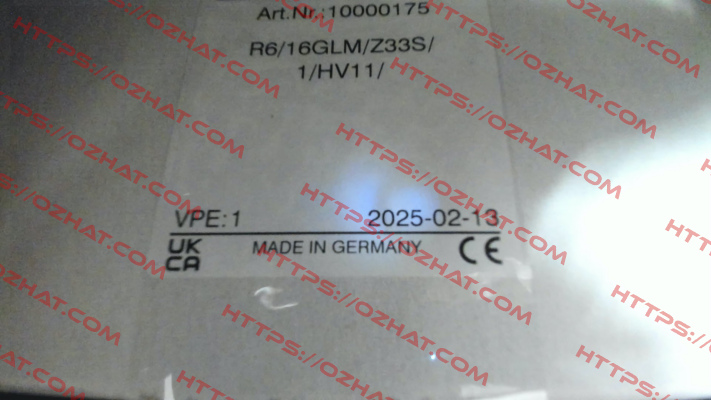 Art.Nr.:10000175
R6/16GLM/Z33S/
1/HV11/
VPE:1 2025-02-13
UK
CA MADE IN GERMANY CE
HTTPS://OZHAT.COM